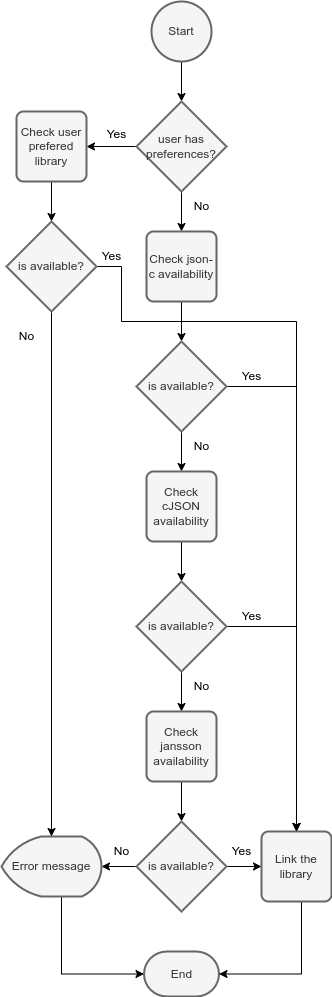 Start
user has
preferences?
Yes
Check user
prefered
library
No
is available?
Yes
Check json-
c availability
No
is available?
Yes
No
Check
cJSON
availability
is available?
Yes
No
Check
jansson
availability
Error message
No
is available?
Yes
Link the
library
End